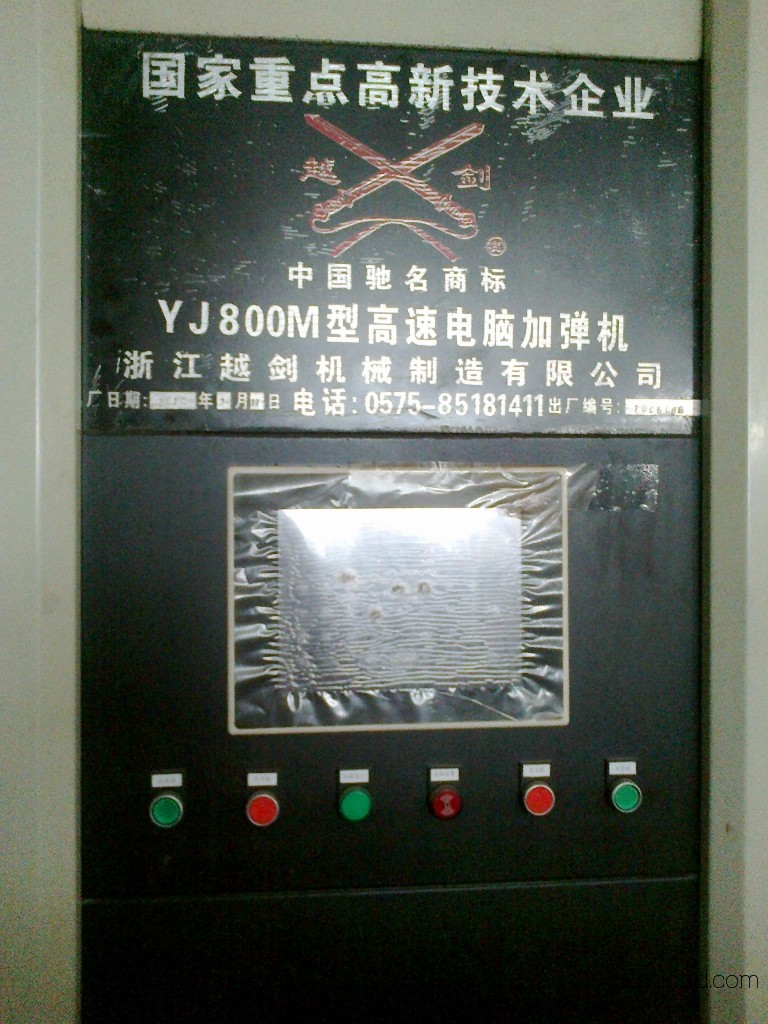 国家重点高新技术企业
越 剑
中国驰名商标
YJ800M型高速电脑加弹机
浙江越剑机械制造有限公司
厂日期: 年 月 日 电话:0575-85181411 出厂编号: